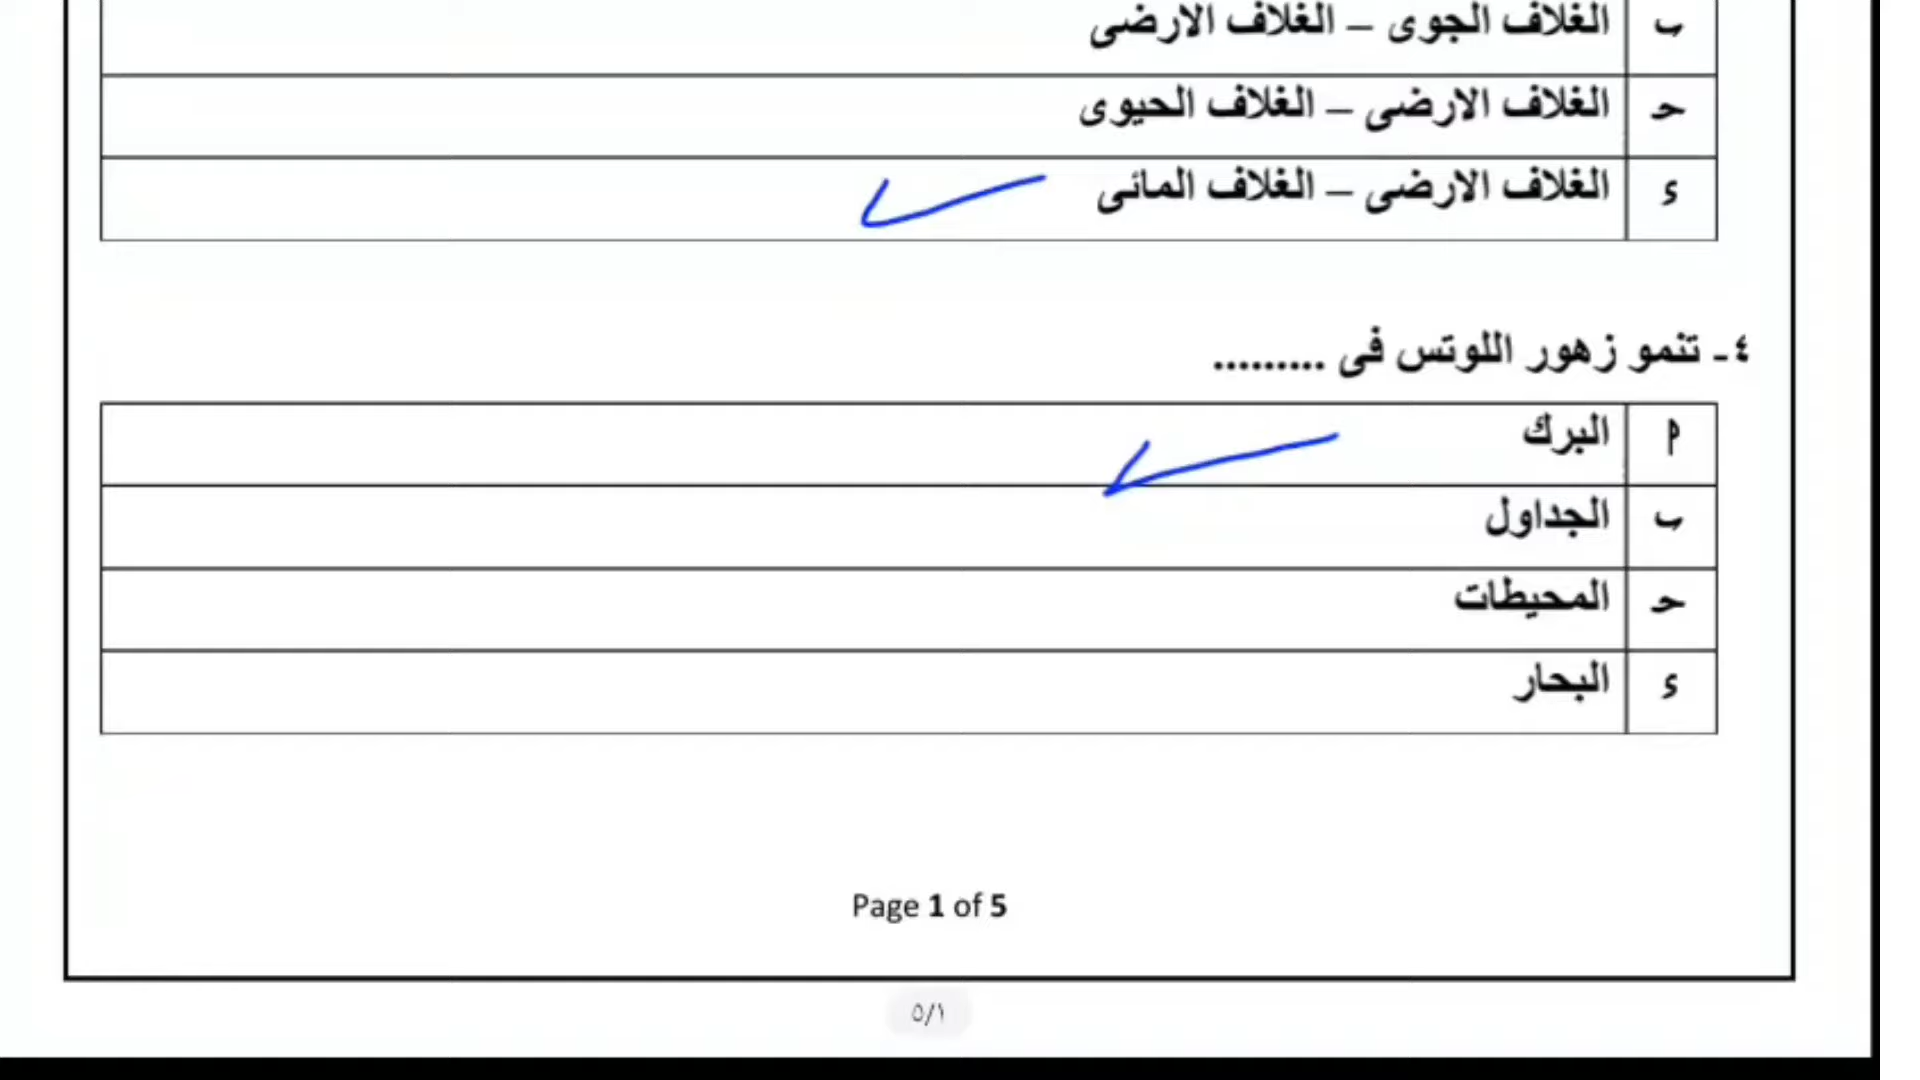 ب الغلاف الجوى – الغلاف الارضى
حـ الغلاف الارضى – الغلاف الحيوى
ء الغلاف الارضى – الغلاف المائى
٤- تنمو زهور اللوتس فى .........
أ البرك
ب الجداول
حـ المحيطات
ء البحار
Page 1 of 5
٥/١